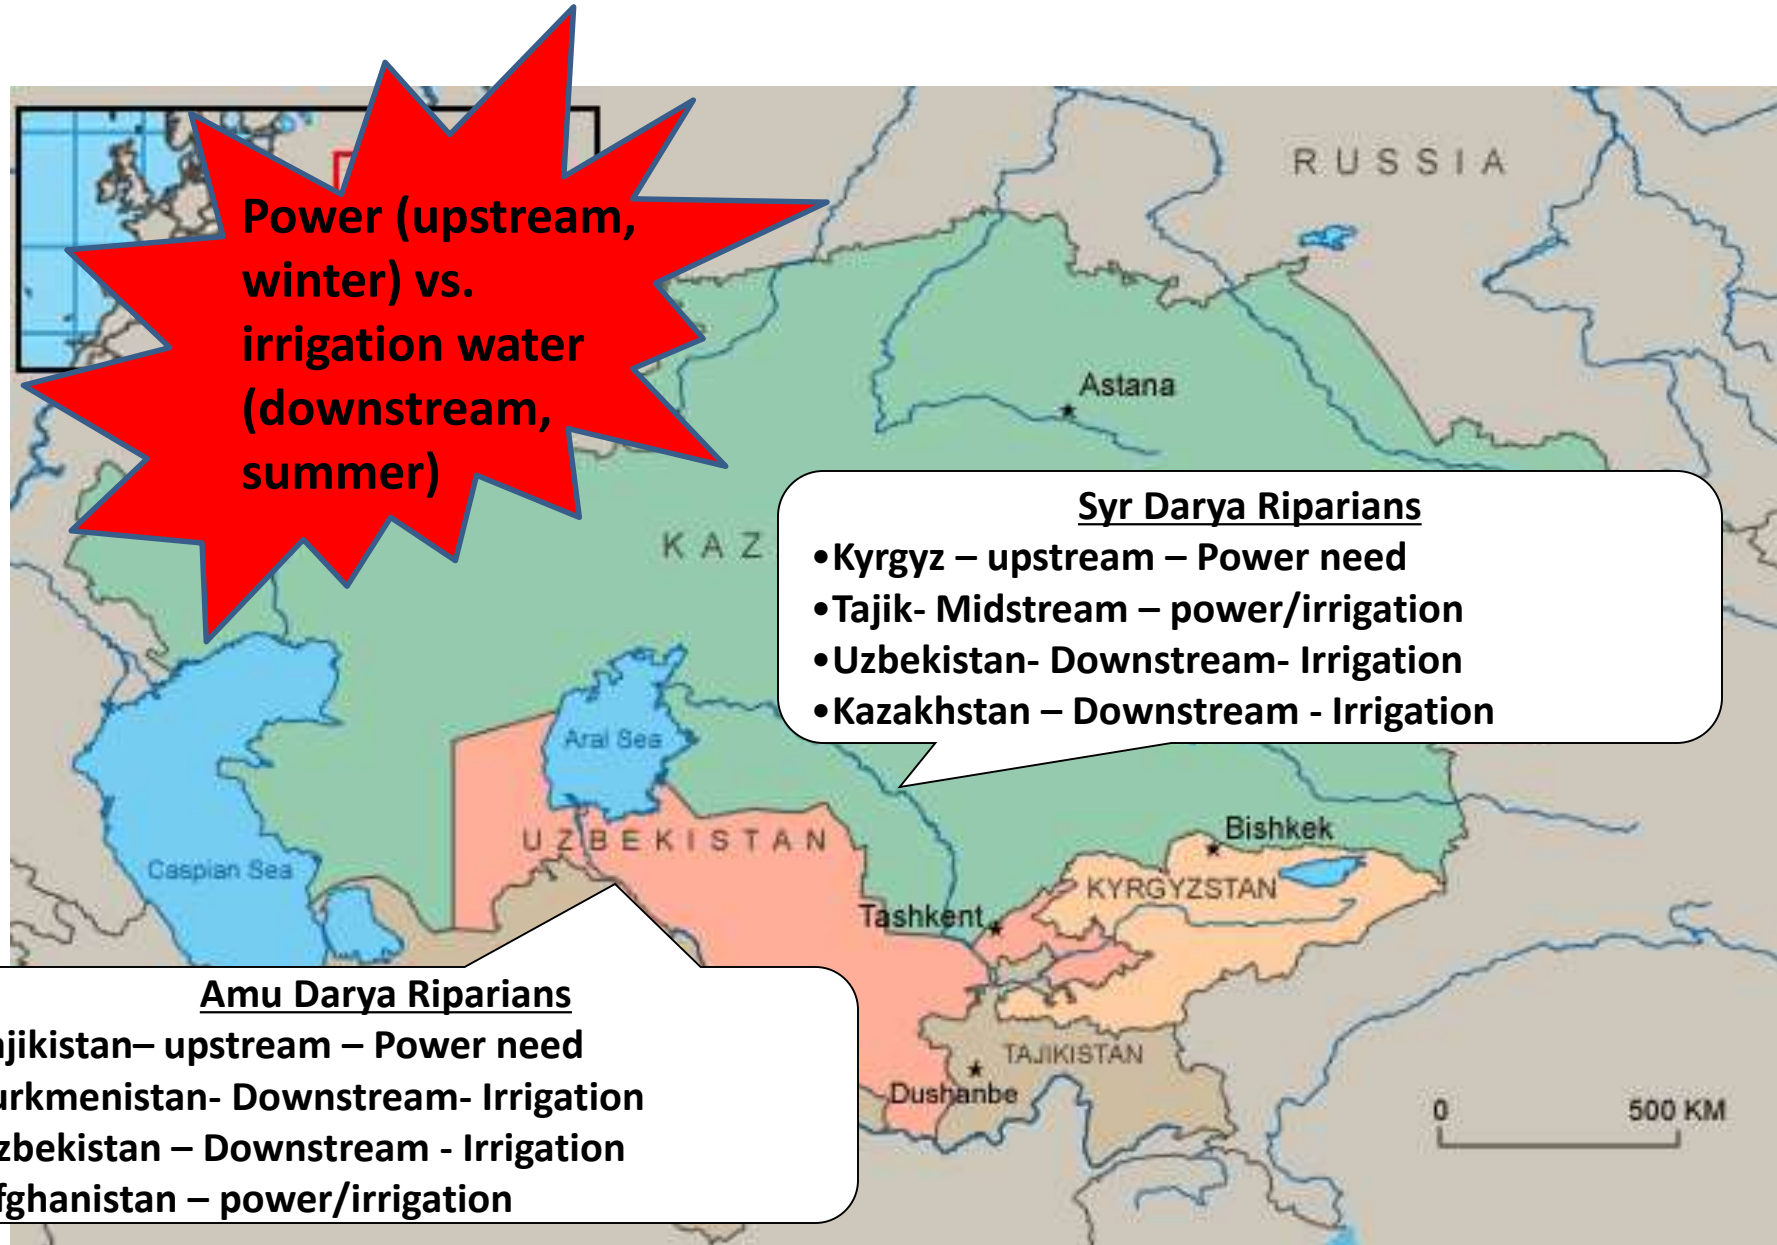 RUSSIA
Power (upstream,
winter) vs.
irrigation water
(downstream,
summer)
Astana
Syr Darya Riparians
•Kyrgyz – upstream – Power need
•Tajik- Midstream – power/irrigation
•Uzbekistan- Downstream- Irrigation
•Kazakhstan – Downstream - Irrigation
KAZ
Aral Sea
UZBEKISTAN
Bishkek
Caspian Sea
KYRGYZSTAN
Tashkent
Amu Darya Riparians
ajikistan– upstream – Power need
urkmenistan- Downstream- Irrigation
zbekistan – Downstream - Irrigation
fghanistan – power/irrigation
TAJIKISTAN
Dushanbe
0 500 KM